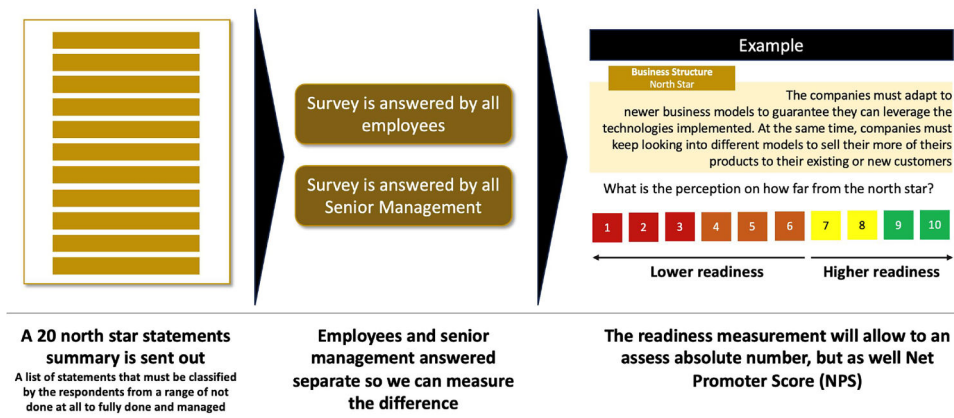 Survey is answered by all
employees
Survey is answered by all
Senior Management
Example
Business Structure
North Star
The companies must adapt to
newer business models to guarantee they can leverage the
technologies implemented. At the same time, companies must
keep looking into different models to sell their more of theirs
products to their existing or new customers
What is the perception on how far from the north star?
1 2 3 4 5 6 7 8 9 10
Lower readiness Higher readiness
A 20 north star statements
summary is sent out
A list of statements that must be classified
by the respondents from a range of not
done at all to fully done and managed
Employees and senior
management answered
separate so we can measure
the difference
The readiness measurement will allow to an
assess absolute number, but as well Net
Promoter Score (NPS)